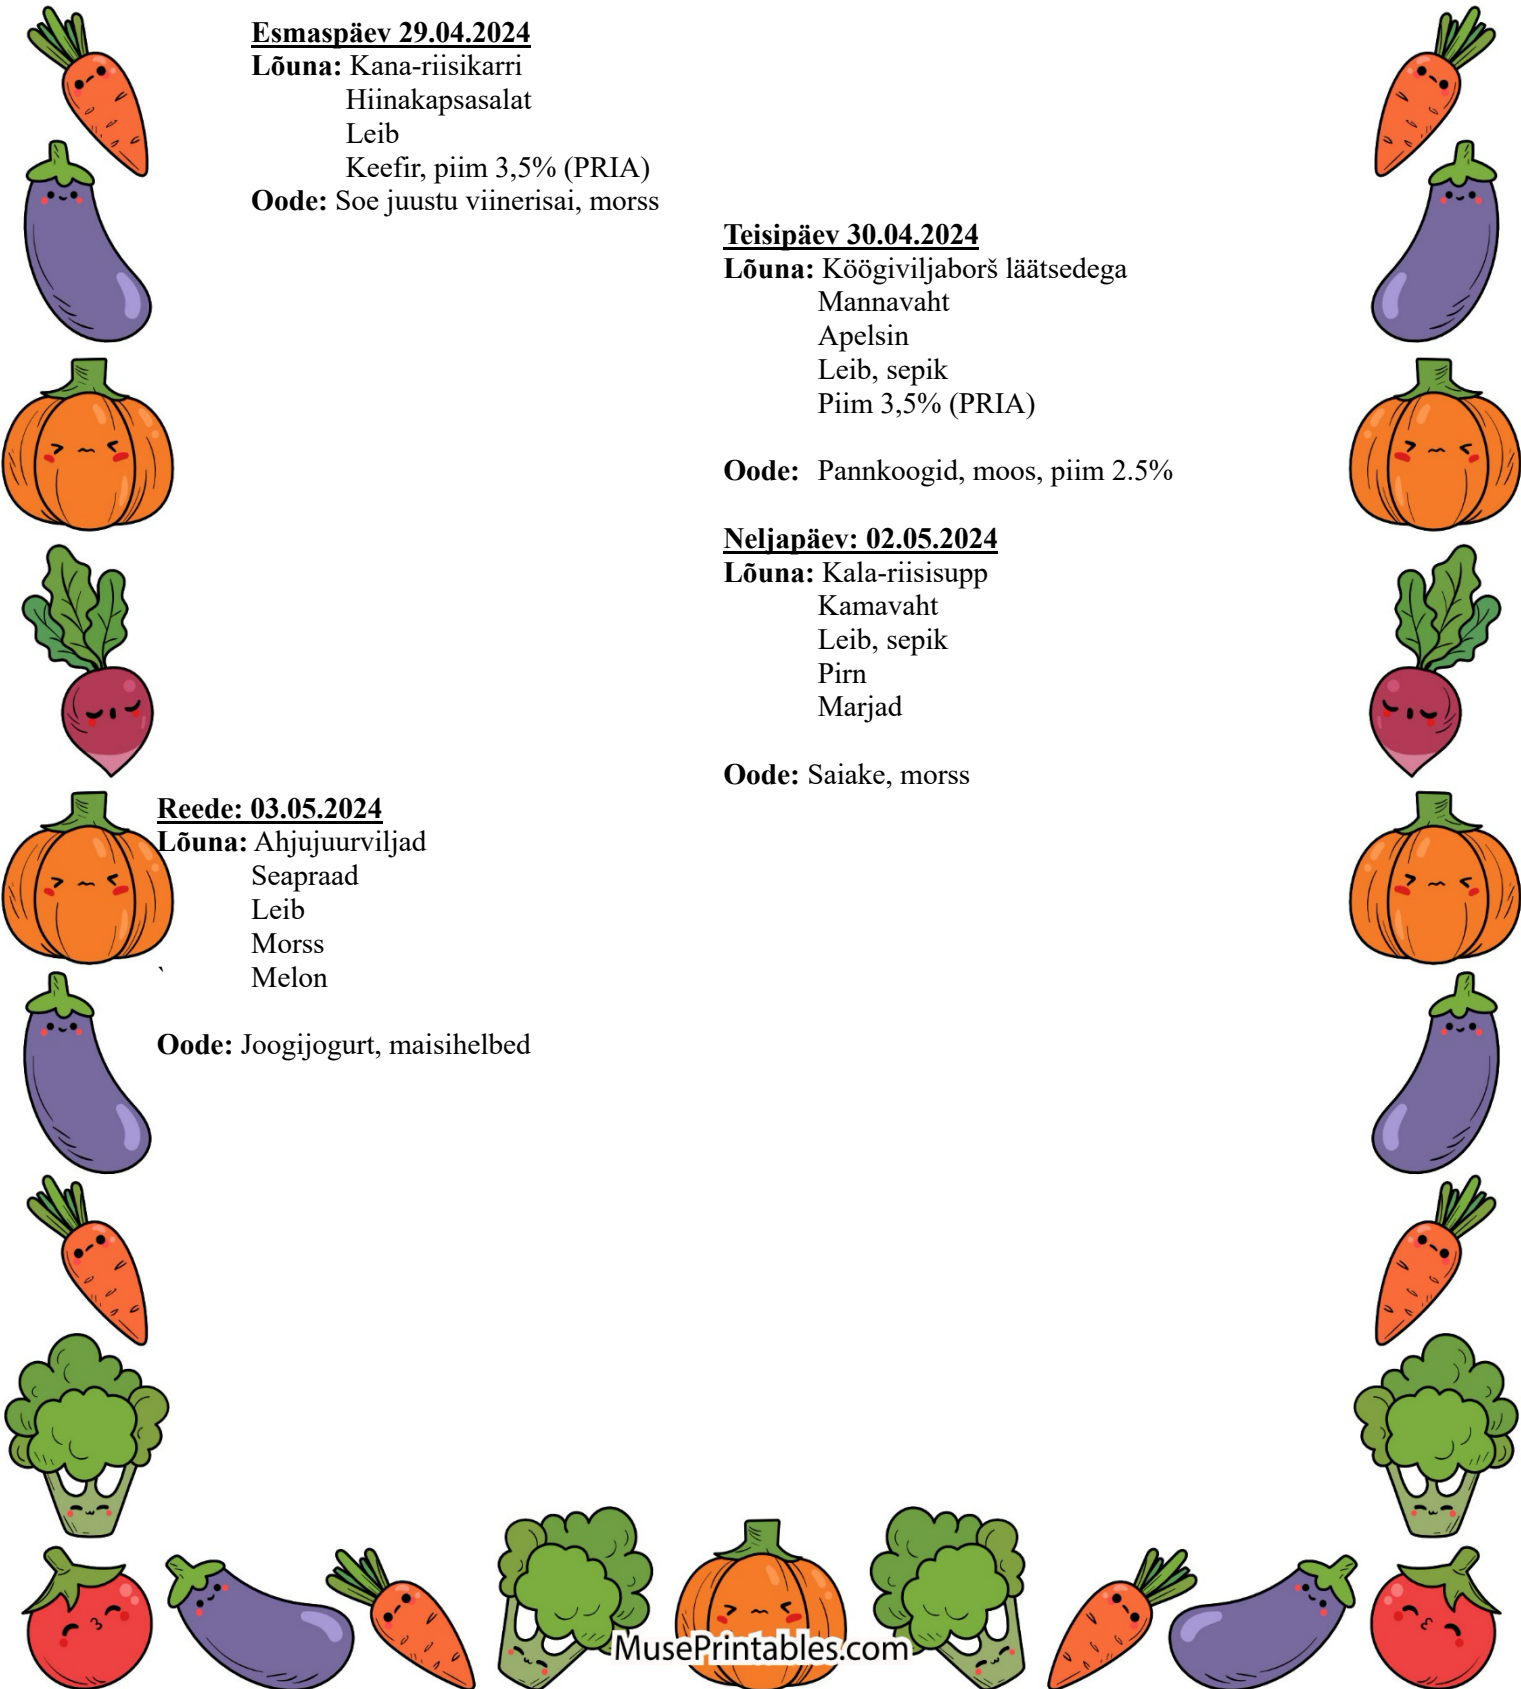 Esmaspäev 29.04.2024
Lõuna: Kana-riisikarri
Hiinakapsasalat
Leib
Keefir, piim 3,5% (PRIA)
Oode: Soe juustu viinerisai, morss
Teisipäev 30.04.2024
Lõuna: Köögiviljaborš läätsedega
Mannavaht
Apelsin
Leib, sepik
Piim 3,5% (PRIA)
Oode: Pannkoogid, moos, piim 2.5%
Neljapäev: 02.05.2024
Lõuna: Kala-riisisupp
Kamavaht
Leib, sepik
Pirn
Marjad
Oode: Saiake, morss
Reede: 03.05.2024
Lõuna: Ahjujuurviljad
Seapraad
Leib
Morss
` Melon
Oode: Joogijogurt, maisihelbed
MusePrintables.com